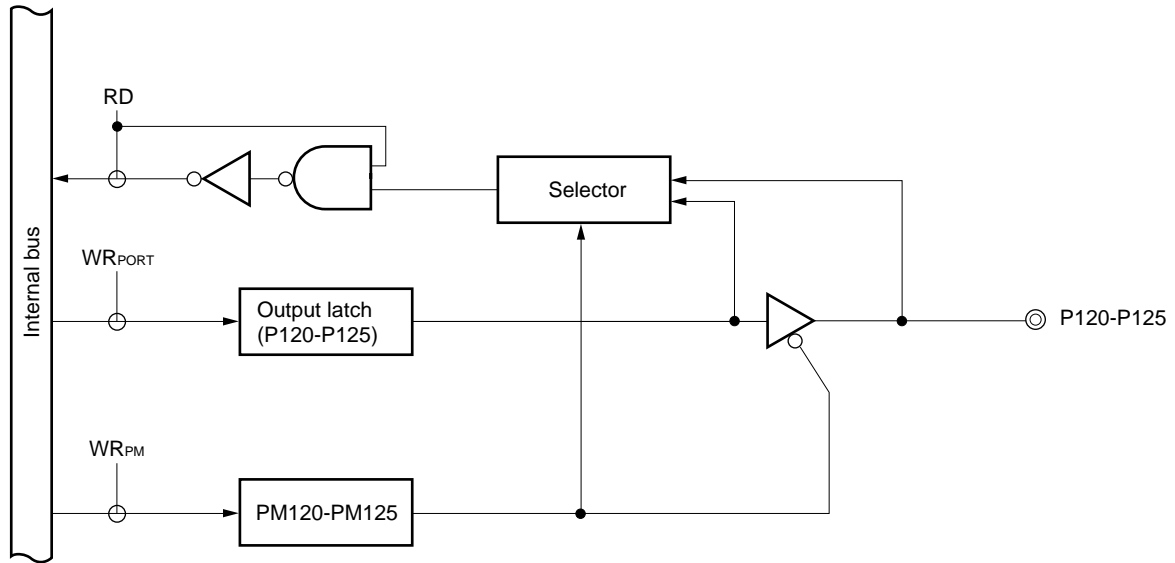 RD
Selector
Internal bus
WRPORT
Output latch
(P120-P125)
P120-P125
WRPM
PM120-PM125